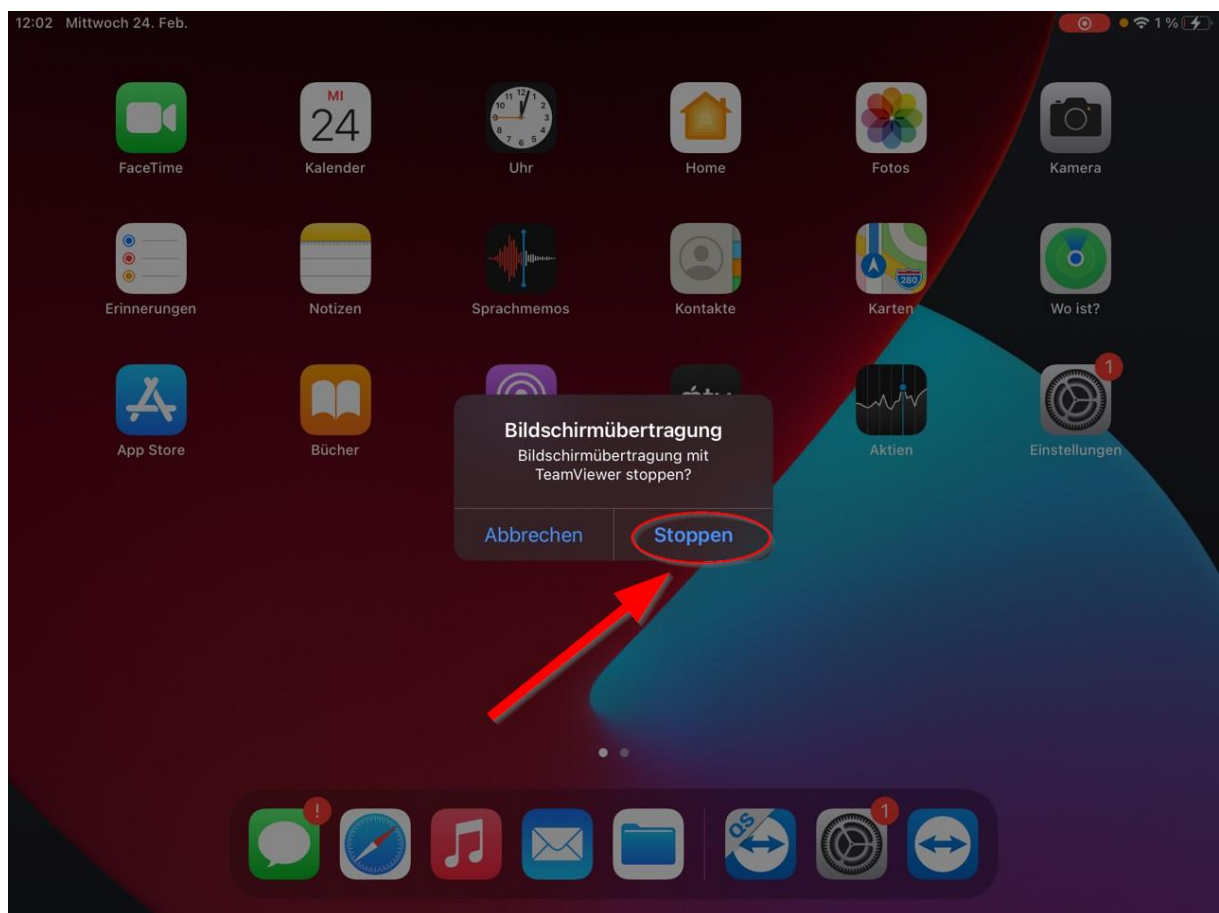 12:02 Mittwoch 24. Feb.
1 %
MI
24
FaceTime
Kalender
Uhr
Home
Fotos
Kamera
280
Erinnerungen
Notizen
Sprachmemos
Kontakte
Karten
Wo ist?
1
App Store
Bücher
Aktien
Einstellungen
Bildschirmübertragung
Bildschirmübertragung mit
TeamViewer stoppen?
Abbrechen
Stoppen
!
QS
1